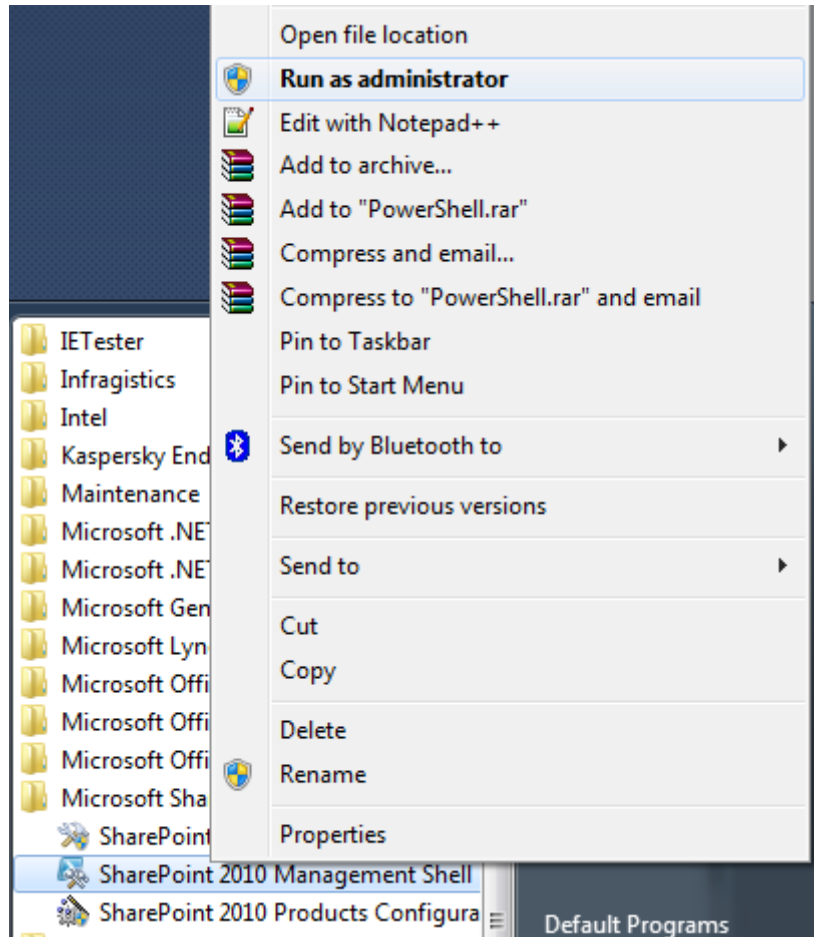 Open file location
Run as administrator
Edit with Notepad++
Add to archive...
Add to "PowerShell.rar"
Compress and email...
Compress to "PowerShell.rar" and email
Pin to Taskbar
Pin to Start Menu
Send by Bluetooth to
Restore previous versions
Send to
Cut
Copy
Delete
Rename
Properties
IETester
Infragistics
Intel
Kaspersky End
Maintenance
Microsoft .NE
Microsoft .NE
Microsoft Gen
Microsoft Lyn
Microsoft Offi
Microsoft Offi
Microsoft Offi
Microsoft Sha
SharePoint
SharePoint 2010 Management Shell
SharePoint 2010 Products Configura
Default Programs